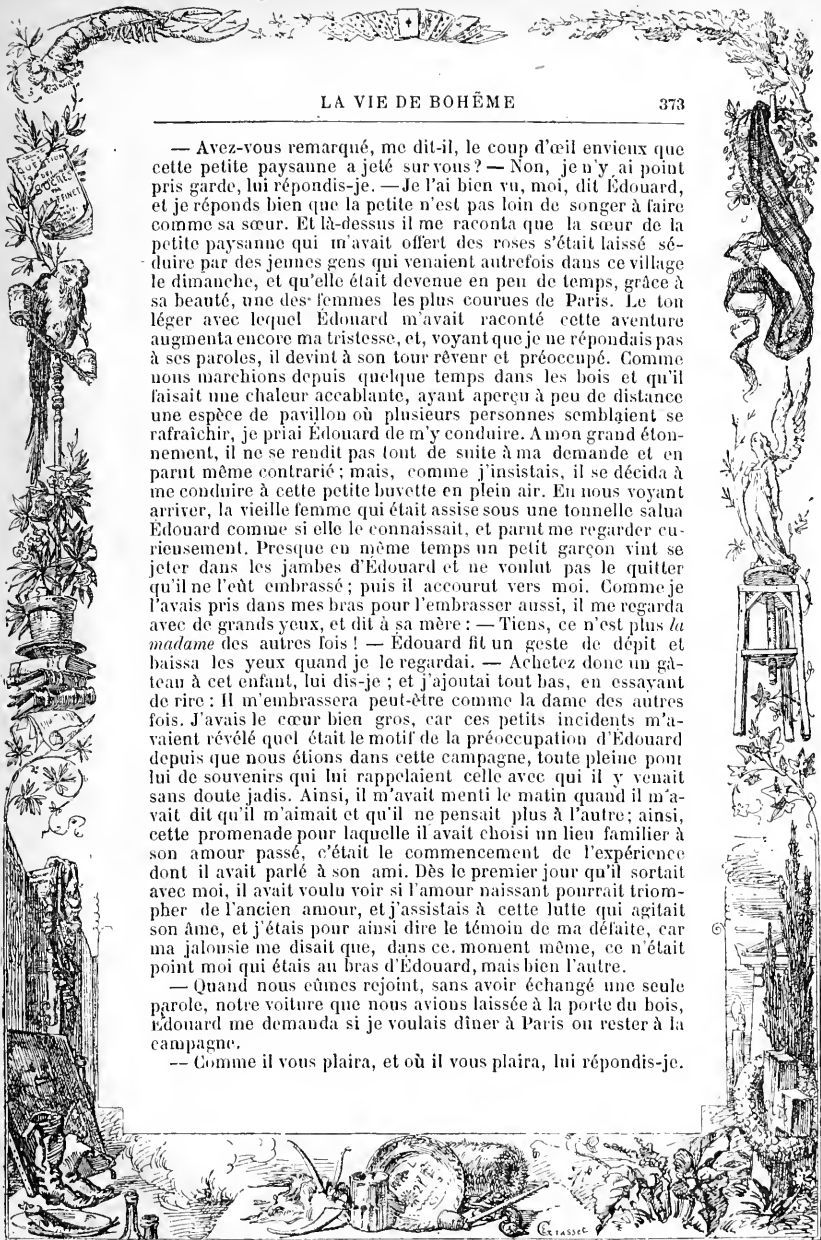 LA VIE DE BOHÊME 373
— Avez-vous remarqué, me dit-il, le coup d'œil envieux que
cette petite paysanne a jeté sur vous? — Non, je n'y ai point
pris garde, lui répondis-je. — Je l'ai bien vu, moi, dit Édouard,
et je réponds bien que la petite n'est pas loin de songer à faire
comme sa sœur. Et là-dessus il me raconta que la sœur de la
petite paysanne qui m'avait offert des roses s'était laissé sé-
duire par des jeunes gens qui venaient autrefois dans ce village
le dimanche, et qu'elle était devenue en peu de temps, grâce à
sa beauté, une des femmes les plus courues de Paris. Le ton
léger avec lequel Édouard m'avait raconté cette aventure
augmenta encore ma tristesse, et, voyant que je ne répondais pas
à ses paroles, il devint à son tour rêveur et préoccupé. Comme
nous marchions depuis quelque temps dans les bois et qu'il
faisait une chaleur accablante, ayant aperçu à peu de distance
une espèce de pavillon où plusieurs personnes semblaient se
rafraîchir, je priai Édouard de m'y conduire. A mon grand éton-
nement, il ne se rendit pas tout de suite à ma demande et en
parut même contrarié; mais, comme j'insistais, il se décida à
me conduire à cette petite buvette en plein air. En nous voyant
arriver, la vieille femme qui était assise sous une tonnelle salua
Édouard comme si elle le connaissait, et parut me regarder cu-
rieusement. Presque en même temps un petit garçon vint se
jeter dans les jambes d'Édouard et ne voulut pas le quitter
qu'il ne l'eût embrassé; puis il accourut vers moi. Comme je
l'avais pris dans mes bras pour l'embrasser aussi, il me regarda
avec de grands yeux, et dit à sa mère : — Tiens, ce n'est plus la
madame des autres fois! — Édouard fit un geste de dépit et
baissa les yeux quand je le regardai. — Achetez donc un gâ-
teau à cet enfant, lui dis-je ; et j'ajoutai tout bas, en essayant
de rire : Il m'embrassera peut-être comme la dame des autres
fois. J'avais le cœur bien gros, car ces petits incidents m'a-
vaient révélé quel était le motif de la préoccupation d'Édouard
depuis que nous étions dans cette campagne, toute pleine pour
lui de souvenirs qui lui rappelaient celle avec qui il y venait
sans doute jadis. Ainsi, il m'avait menti le matin quand il m'a-
vait dit qu'il m'aimait et qu'il ne pensait plus à l'autre; ainsi,
cette promenade pour laquelle il avait choisi un lieu familier à
son amour passé, c'était le commencement de l'expérience
dont il avait parlé à son ami. Dès le premier jour qu'il sortait
avec moi, il avait voulu voir si l'amour naissant pourrait triom-
pher de l'ancien amour, et j'assistais à cette lutte qui agitait
son âme, et j'étais pour ainsi dire le témoin de ma défaite, car
ma jalousie me disait que, dans ce moment même, ce n'était
point moi qui étais au bras d'Édouard, mais bien l'autre.
— Quand nous eûmes rejoint, sans avoir échangé une seule
parole, notre voiture que nous avions laissée à la porte du bois,
Édouard me demanda si je voulais dîner à Paris ou rester à la
campagne.
— Comme il vous plaira, et où il vous plaira, lui répondis-je.